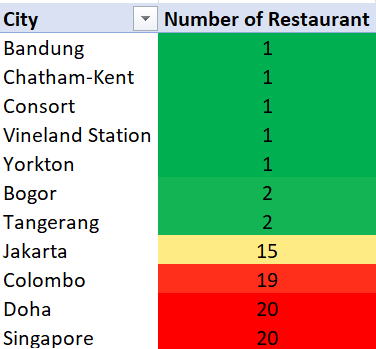 City Number of Restaurant
Bandung 1
Chatham-Kent 1
Consort 1
Vineland Station 1
Yorkton 1
Bogor 2
Tangerang 2
Jakarta 15
Colombo 19
Doha 20
Singapore 20